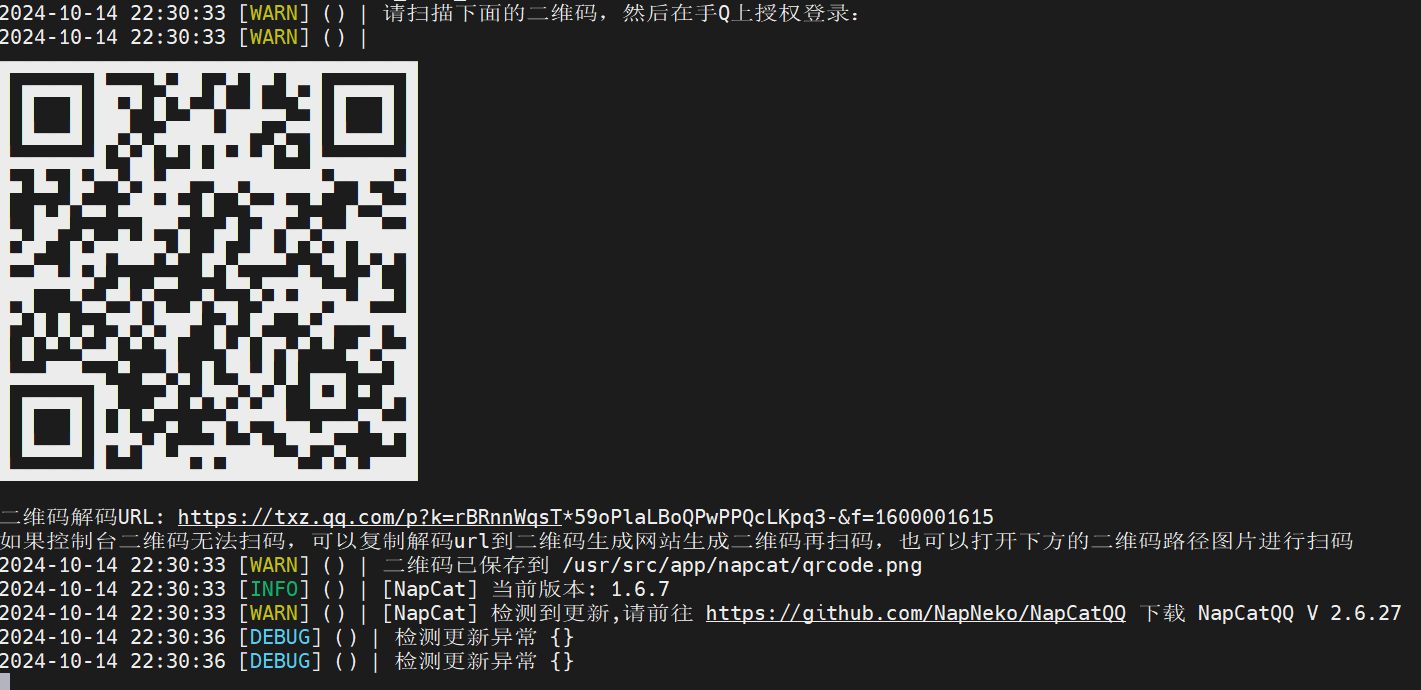 2024-10-14 22:30:33 [WARN] () | 请扫描下面的二维码，然后在手Q上授权登录：
2024-10-14 22:30:33 [WARN] () |
二维码解码URL: https://txz.qq.com/p?k=rBRnnWqsT*59oPlaLBoQPwPPQcLKpq3-&f=1600001615
如果控制台二维码无法扫码，可以复制解码url到二维码生成网站生成二维码再扫码，也可以打开下方的二维码路径图片进行扫码
2024-10-14 22:30:33 [WARN] () | 二维码已保存到 /usr/src/app/napcat/qrcode.png
2024-10-14 22:30:33 [INFO] () | [NapCat] 当前版本: 1.6.7
2024-10-14 22:30:33 [WARN] () | [NapCat] 检测到更新,请前往 https://github.com/NapNeko/NapCatQQ 下载 NapCatQQ V 2.6.27
2024-10-14 22:30:36 [DEBUG] () | 检测更新异常 {}
2024-10-14 22:30:36 [DEBUG] () | 检测更新异常 {}